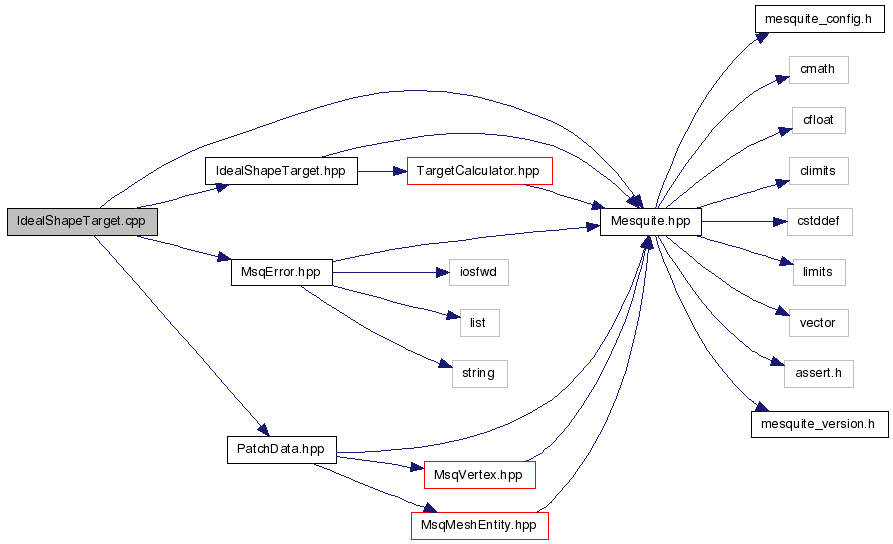 mesquite_config.h
cmath
cfloat
IdealShapeTarget.hpp
TargetCalculator.hpp
climits
IdealShapeTarget.cpp
Mesquite.hpp
cstddef
MsqError.hpp
iosfwd
limits
list
vector
string
assert.h
mesquite_version.h
PatchData.hpp
MsqVertex.hpp
MsqMeshEntity.hpp